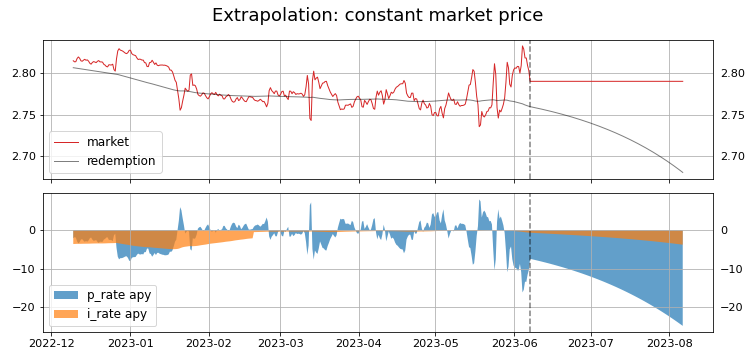 Extrapolation: constant market price
2.80
2.75
2.70
2.80
2.75
2.70
market
redemption
0
−10
−20
0
−10
−20
p_rate apy
i_rate apy
2022-12 2023-01 2023-02 2023-03 2023-04 2023-05 2023-06 2023-07 2023-08